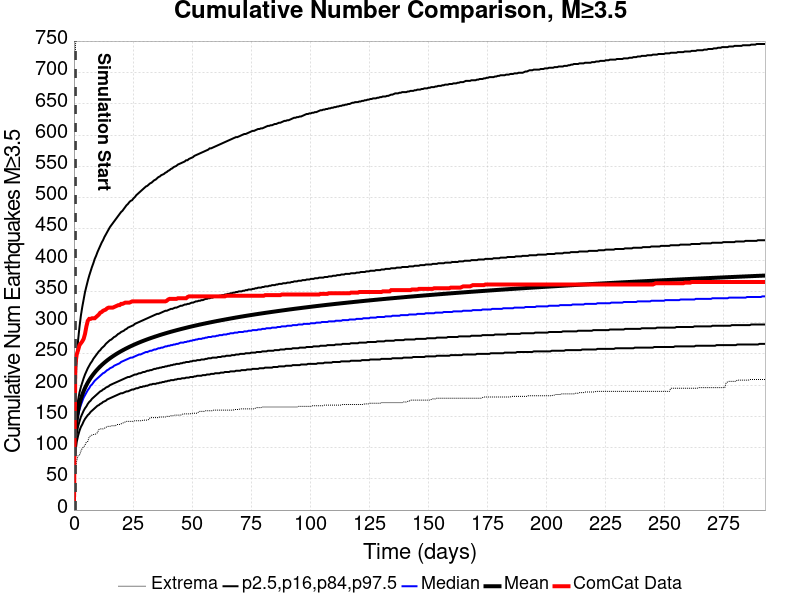 Cumulative Number Comparison, M≥3.5
Cumulative Num Earthquakes M≥3.5
750
700
650
600
550
500
450
400
350
300
250
200
150
100
50
0
Simulation Start
0 25 50 75 100 125 150 175 200 225 250 275
Time (days)
Extrema p2.5,p16,p84,p97.5 Median Mean ComCat Data